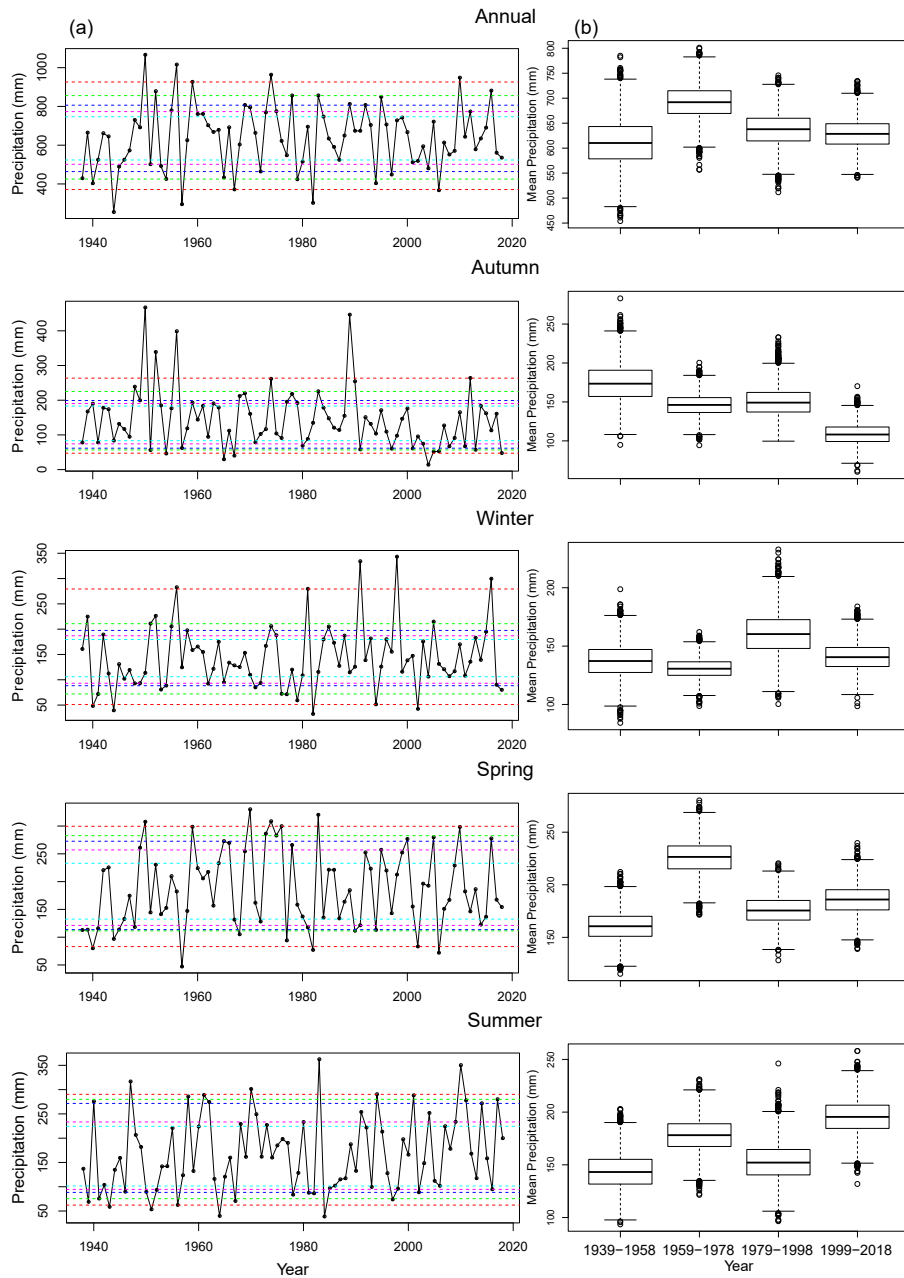 Annual
(a)
(b)
Precipitation (mm)
400 600 800 1000
1940 1960 1980 2000 2020
Mean Precipitation (mm)
450 500 550 600 650 700 750 800
Autumn
Precipitation (mm)
0 100 200 300 400
1940 1960 1980 2000 2020
Mean Precipitation (mm)
100 150 200 250
Winter
Precipitation (mm)
50 150 250 350
1940 1960 1980 2000 2020
Mean Precipitation (mm)
100 150 200
Spring
Precipitation (mm)
50 150 250
1940 1960 1980 2000 2020
Mean Precipitation (mm)
150 200 250
Summer
Precipitation (mm)
50 150 250 350
1940 1960 1980 2000 2020
Year
Mean Precipitation (mm)
100 150 200 250
1939−1958 1959−1978 1979−1998 1999−2018
Year